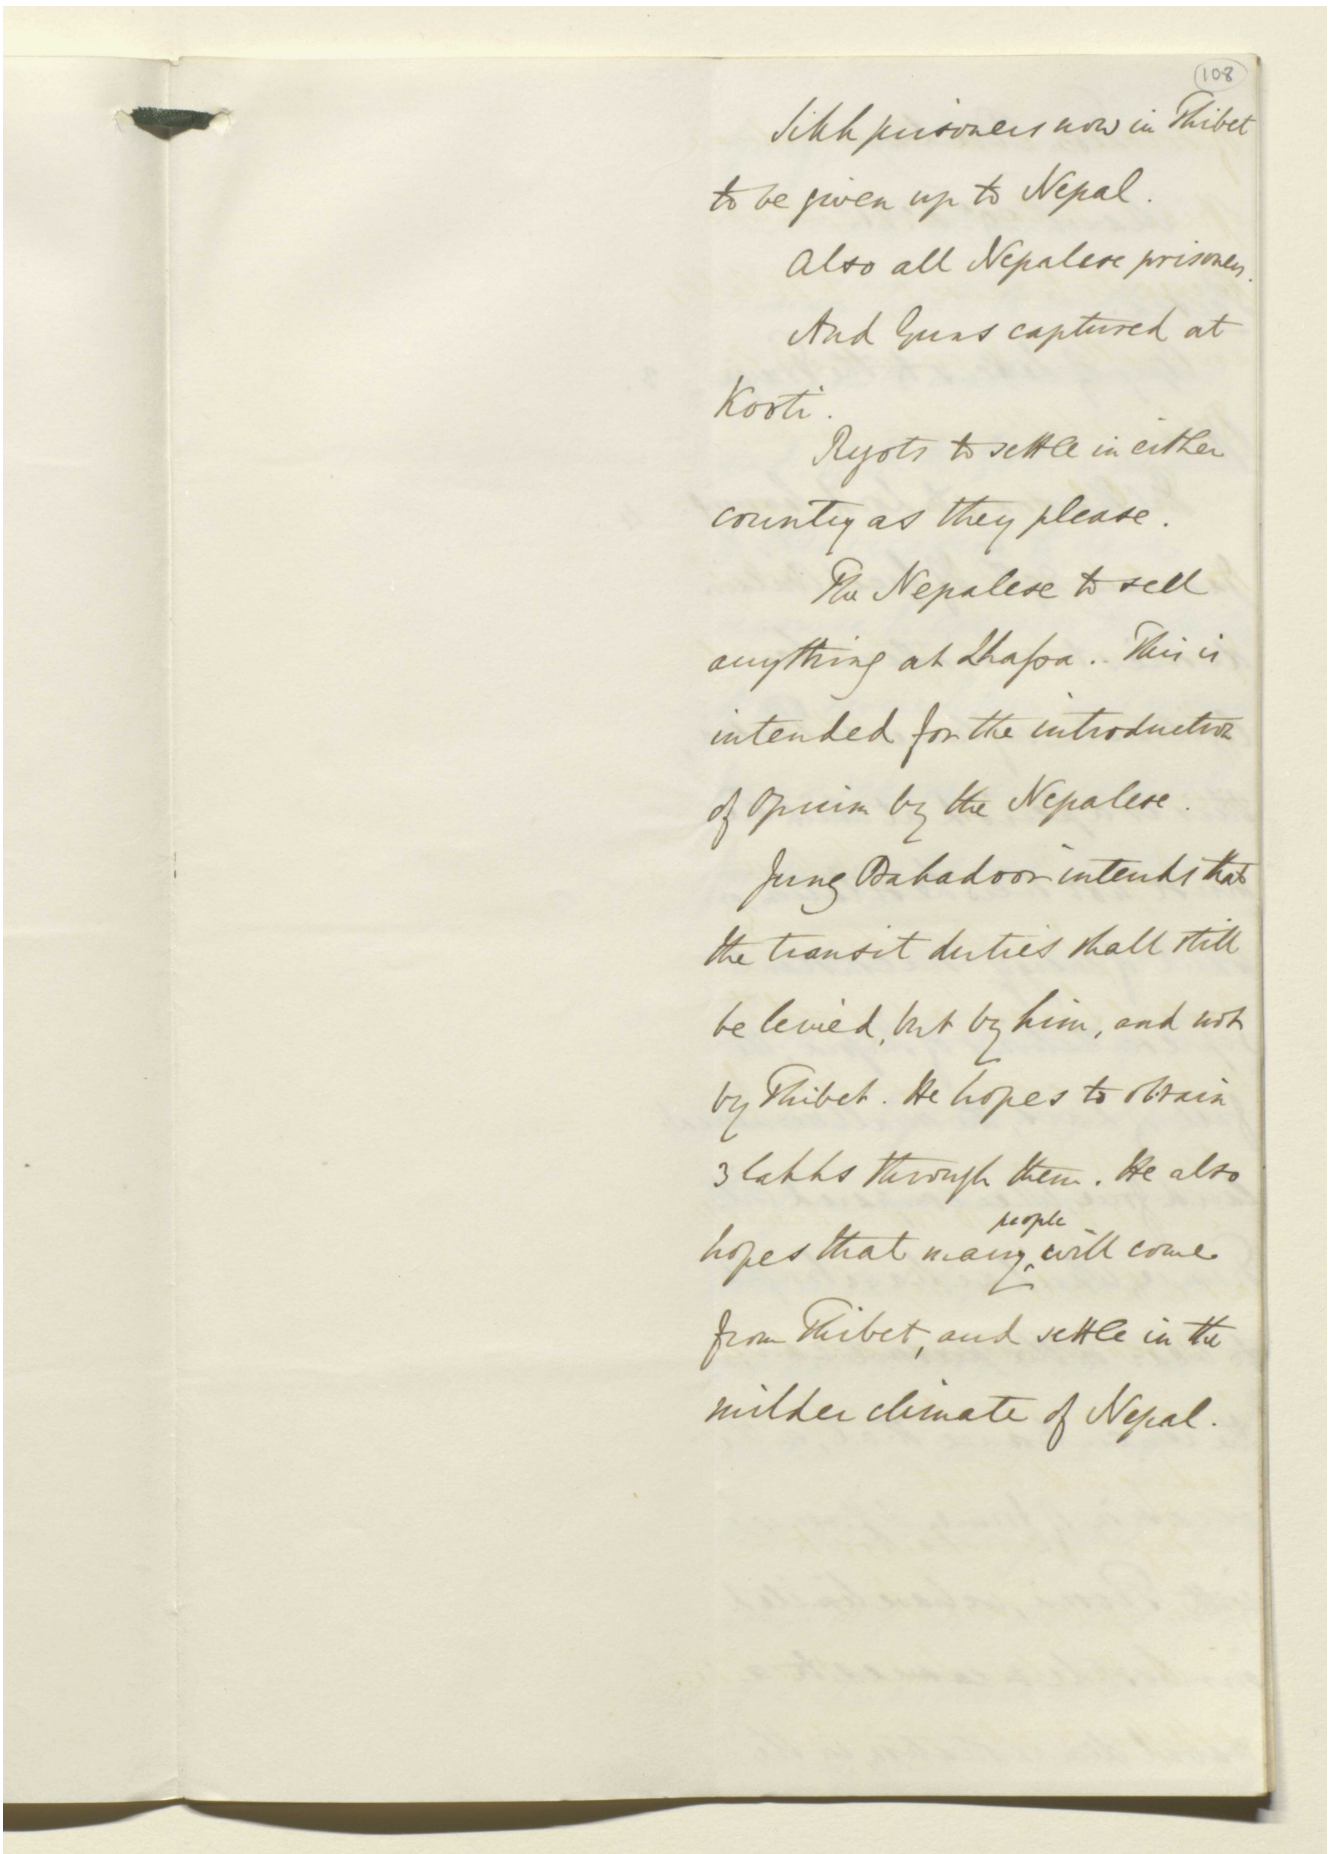 108
Sikh prisoners now in Thibet
to be given up to Nepal.
Also all Nepalese prisoners.
And Guns captured at
Kooti.
Ryots to settle in either
country as they please.
The Nepalese to sell
anything at Lhassa. This is
intended for the introduction
of Opium by the Nepalese.
Jung Bahadoor intends that
the transit duties shall still
be levied, but by him, and not
by Thibet. He hopes to obtain
3 lakhs through them. He also
hopes that many people will come
from Thibet, and settle in the
milder climate of Nepal.